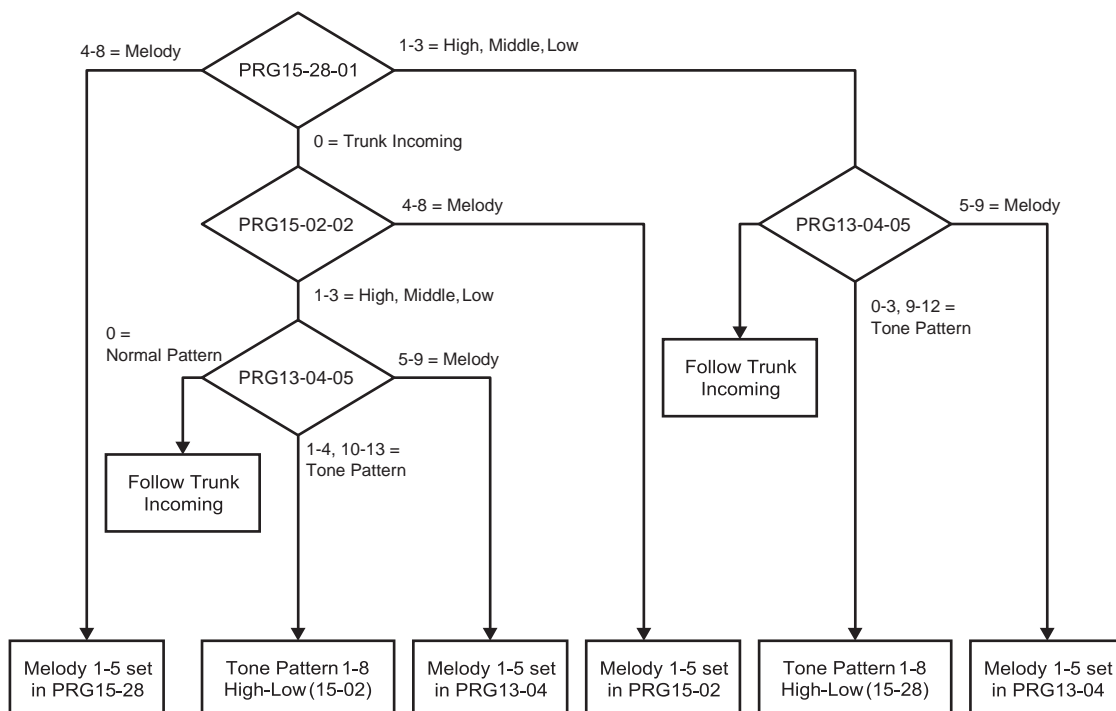 4-8 = Melody
1-3 = High, Middle, Low
PRG15-28-01
0 = Trunk Incoming
PRG15-02-02
4-8 = Melody
PRG13-04-05
5-9 = Melody
1-3 = High, Middle, Low
0 =
Normal Pattern
PRG13-04-05
5-9 = Melody
0-3, 9-12 =
Tone Pattern
Follow Trunk
Incoming
1-4, 10-13 =
Tone Pattern
Follow Trunk
Incoming
Melody 1-5 set
in PRG15-28
Tone Pattern 1-8
High-Low (15-02)
Melody 1-5 set
in PRG13-04
Melody 1-5 set
in PRG15-02
Tone Pattern 1-8
High-Low (15-28)
Melody 1-5 set
in PRG13-04